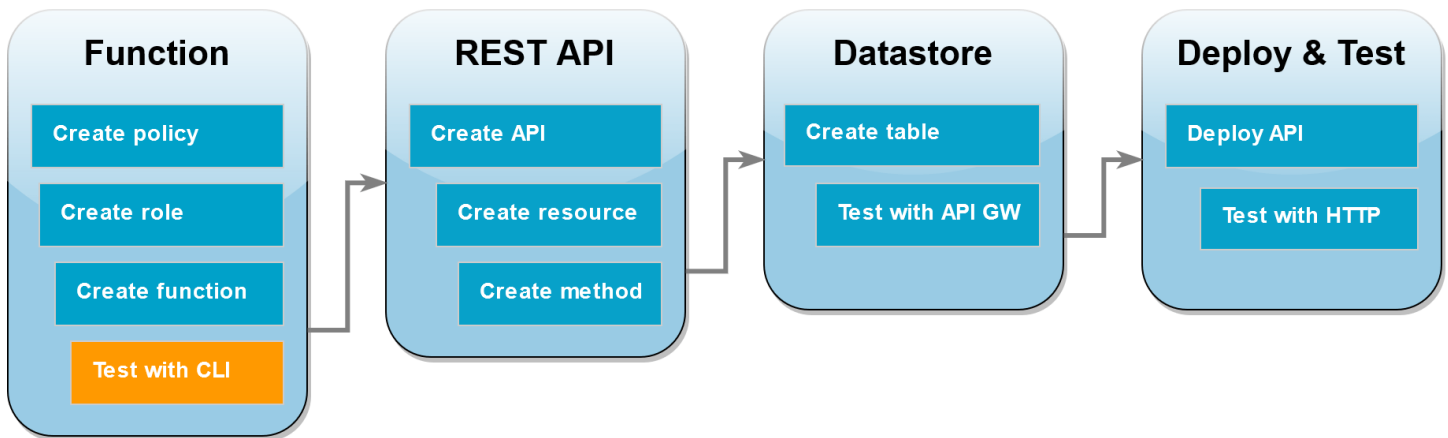 Function
Create policy
Create role
Create function
Test with CLI
REST API
Create API
Create resource
Create method
Datastore
Create table
Test with API GW
Deploy & Test
Deploy API
Test with HTTP